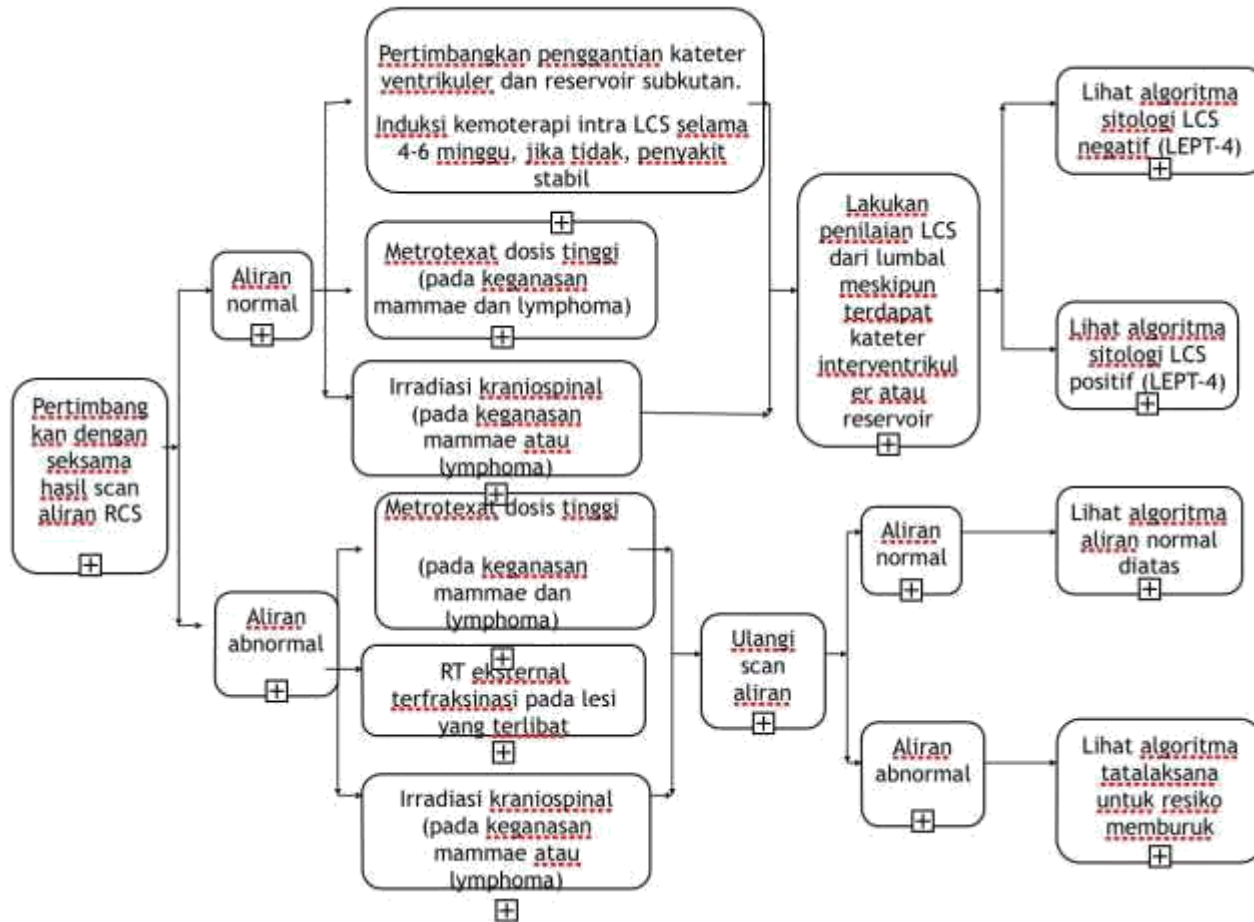 Pertimbang
kan dengan
seksama
hasil scan
aliran RCS
Aliran
normal
Pertimbangkan penggantian kateter
ventrikuler dan reservoir subkutan.
Induksi kemoterapi intra LCS selama
4-6 minggu, jika tidak, penyakit
stabil
Metrotexat dosis tinggi
(pada keganasan
mammae dan lymphoma)
Irradiasi kraniospinal
(pada keganasan
mammae atau
lymphoma)
Lakukan
penilaian LCS
dari lumbal
meskipun
terdapat
kateter
interventrikul
er atau
reservoir
Lihat algoritma
sitologi LCS
negatif (LEPT-4)
Lihat algoritma
sitologi LCS
positif (LEPT-4)
Aliran
abnormal
Metrotexat dosis tinggi
(pada keganasan
mammae dan
lymphoma)
RT eksternal
terfraksinasi pada lesi
yang terlibat
Irradiasi kraniospinal
(pada keganasan
mammae atau
lymphoma)
Ulangi
scan
aliran
Aliran
normal
Lihat algoritma
aliran normal
diatas
Aliran
abnormal
Lihat algoritma
tatalaksana
untuk resiko
memburuk